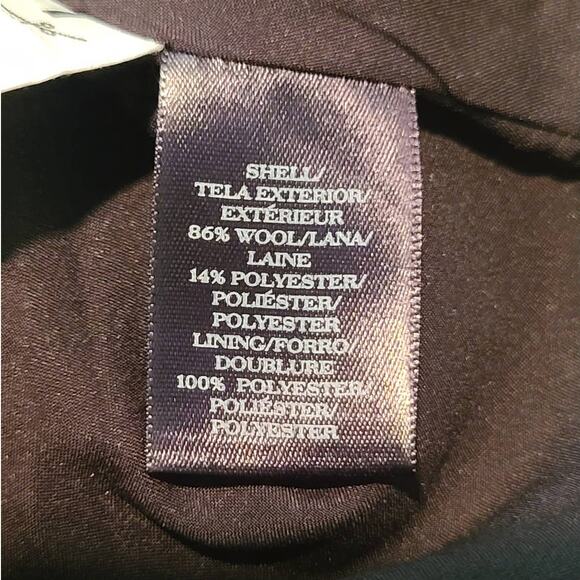 SHELL/
TELA EXTERIOR/
EXTÉRIEUR
86% WOOL/LANA/
LAINE
14% POLYESTER/
POLIÉSTER/
POLYESTER
LINING/FORRO/
DOUBLURE
100% POLYESTER/
POLIÉSTER/
POLYESTER